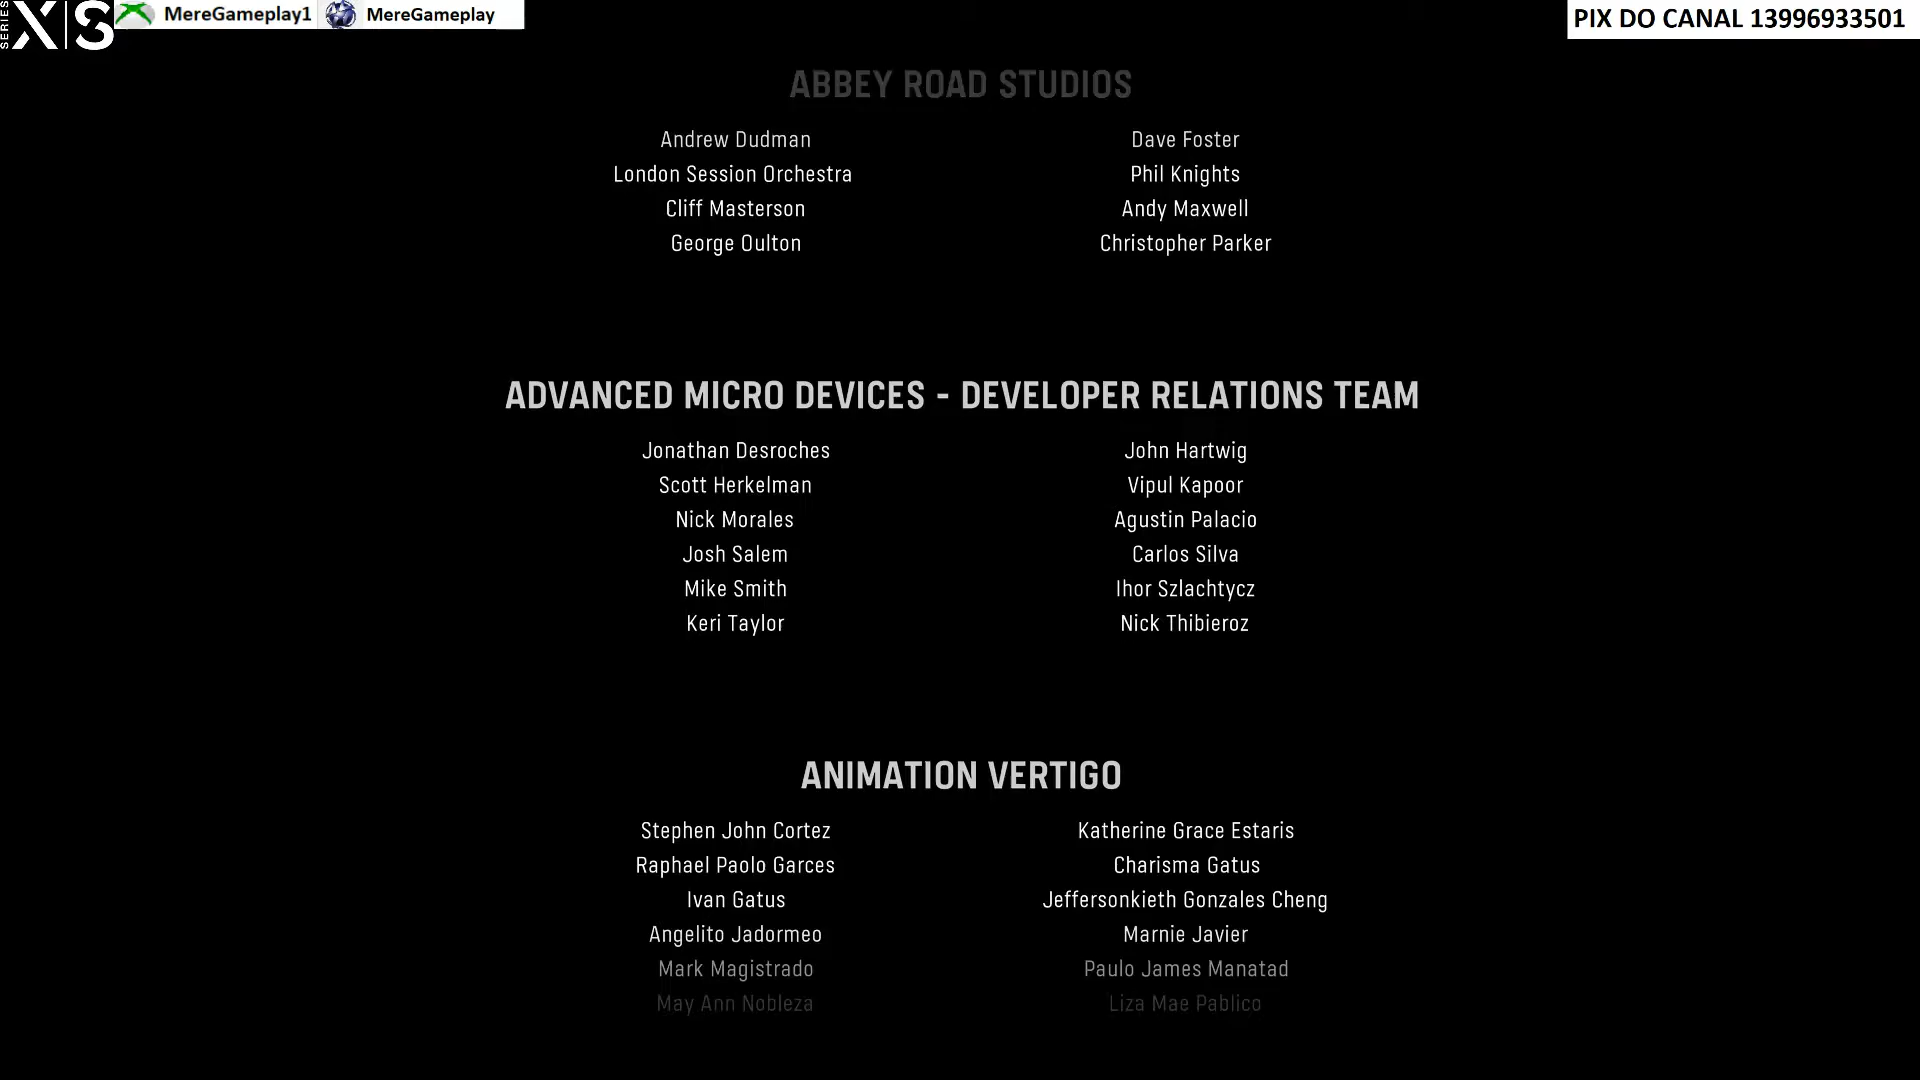 SERIES X|S MereGameplay1 MereGameplay PIX DO CANAL 13996933501
ABBEY ROAD STUDIOS
Andrew Dudman Dave Foster
London Session Orchestra Phil Knights
Cliff Masterson Andy Maxwell
George Oulton Christopher Parker
ADVANCED MICRO DEVICES - DEVELOPER RELATIONS TEAM
Jonathan Desroches John Hartwig
Scott Herkelman Vipul Kapoor
Nick Morales Agustin Palacio
Josh Salem Carlos Silva
Mike Smith Ihor Szlachtycz
Keri Taylor Nick Thibieroz
ANIMATION VERTIGO
Stephen John Cortez Katherine Grace Estaris
Raphael Paolo Garces Charisma Gatus
Ivan Gatus Jeffersonkieth Gonzales Cheng
Angelito Jadormeo Marnie Javier
Mark Magistrado Paulo James Manatad
May Ann Nobleza Liza Mae Pablico